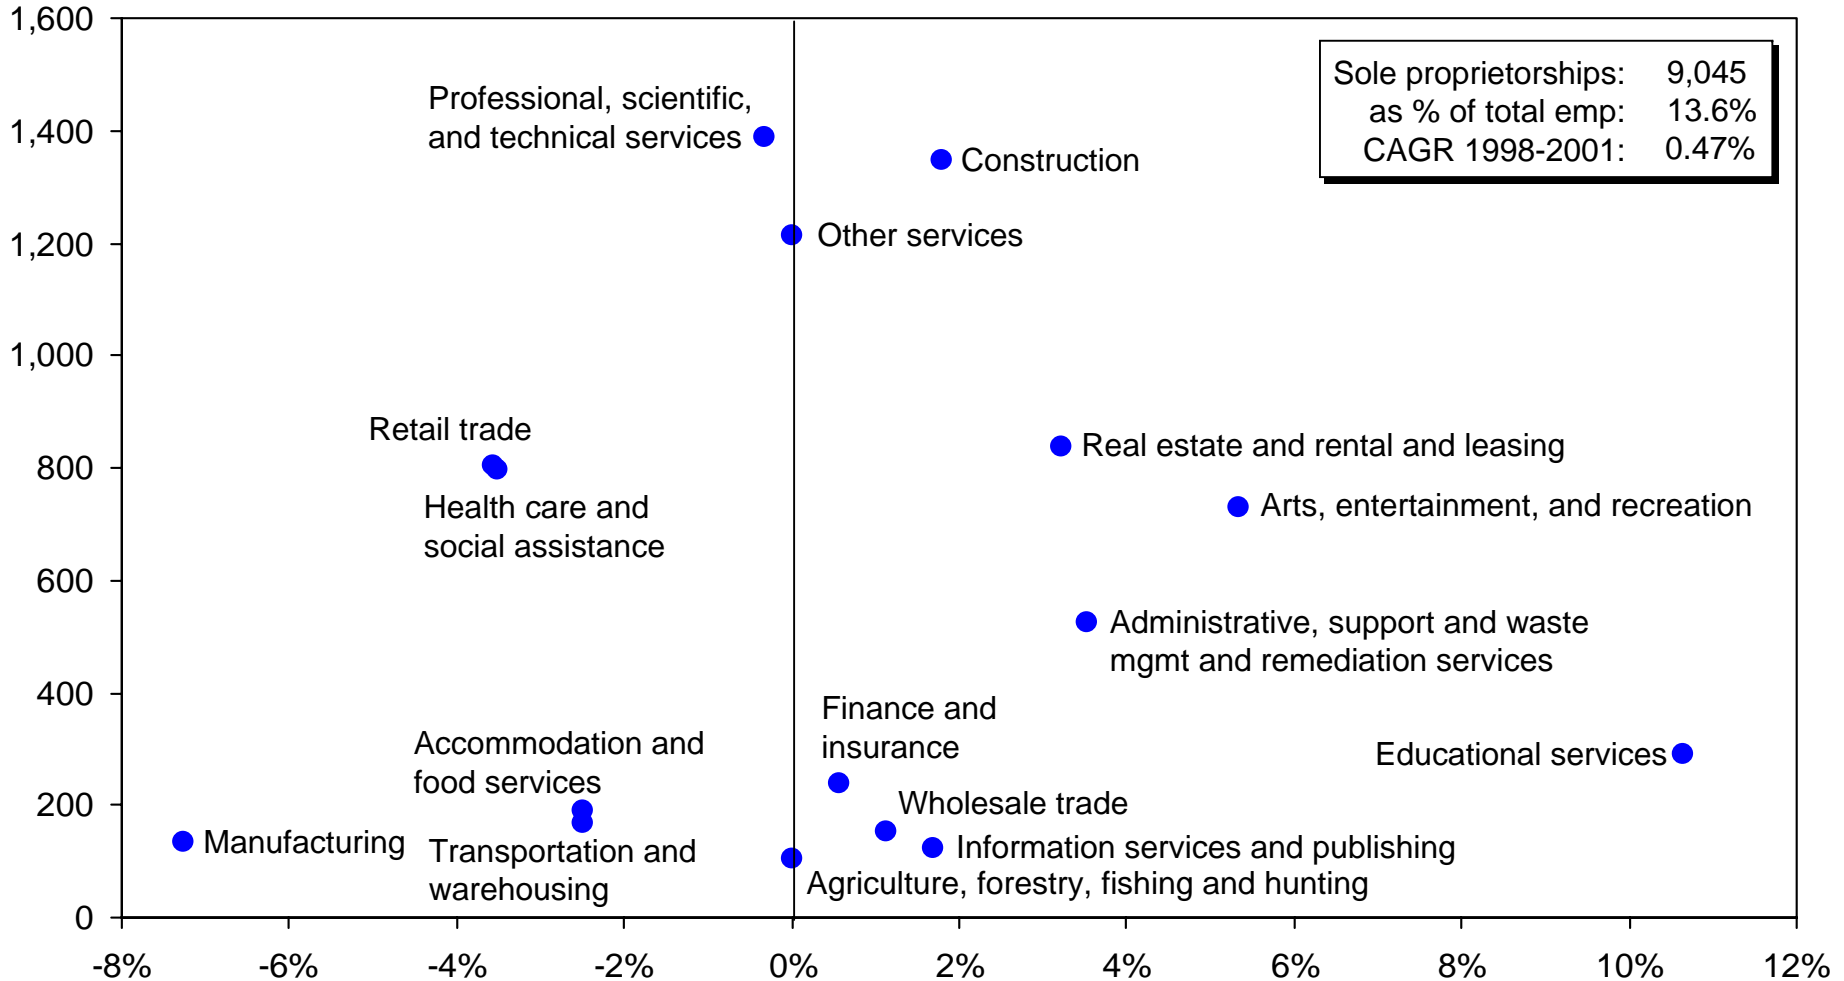 1,600
1,400
1,200
1,000
800
600
400
200
0
-8%
-6%
-4%
-2%
0%
2%
4%
6%
8%
10%
12%
Sole proprietorships: 9,045
as % of total emp: 13.6%
CAGR 1998-2001: 0.47%
Professional, scientific,
and technical services
Construction
Other services
Retail trade
Health care and
social assistance
Real estate and rental and leasing
Arts, entertainment, and recreation
Administrative, support and waste
mgmt and remediation services
Finance and
insurance
Accommodation and
food services
Educational services
Wholesale trade
Manufacturing
Transportation and
warehousing
Information services and publishing
Agriculture, forestry, fishing and hunting